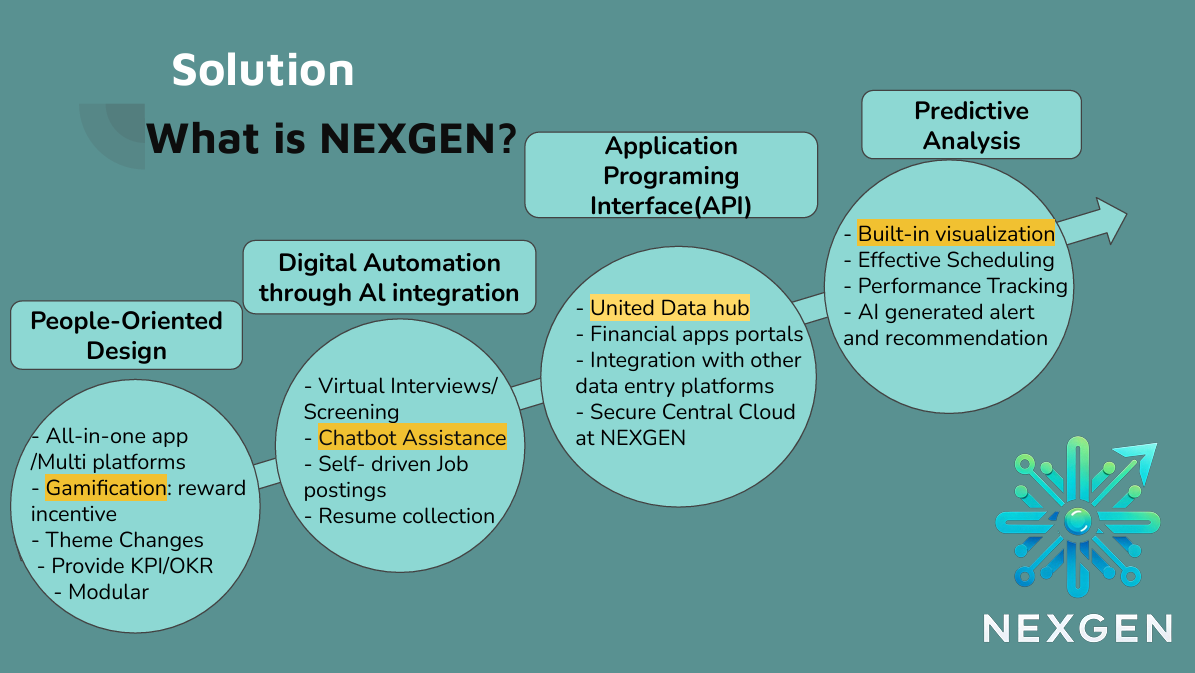 Solution
What is NEXGEN?
People-Oriented
Design
- All-in-one app
/Multi platforms
- Gamification: reward
incentive
- Theme Changes
- Provide KPI/OKR
- Modular
Digital Automation
through Al integration
- Virtual Interviews/
Screening
- Chatbot Assistance
- Self- driven Job
postings
- Resume collection
Application
Programing
Interface(API)
- United Data hub
- Financial apps portals
- Integration with other
data entry platforms
- Secure Central Cloud
at NEXGEN
Predictive
Analysis
- Built-in visualization
- Effective Scheduling
- Performance Tracking
- AI generated alert
and recommendation
NEXGEN